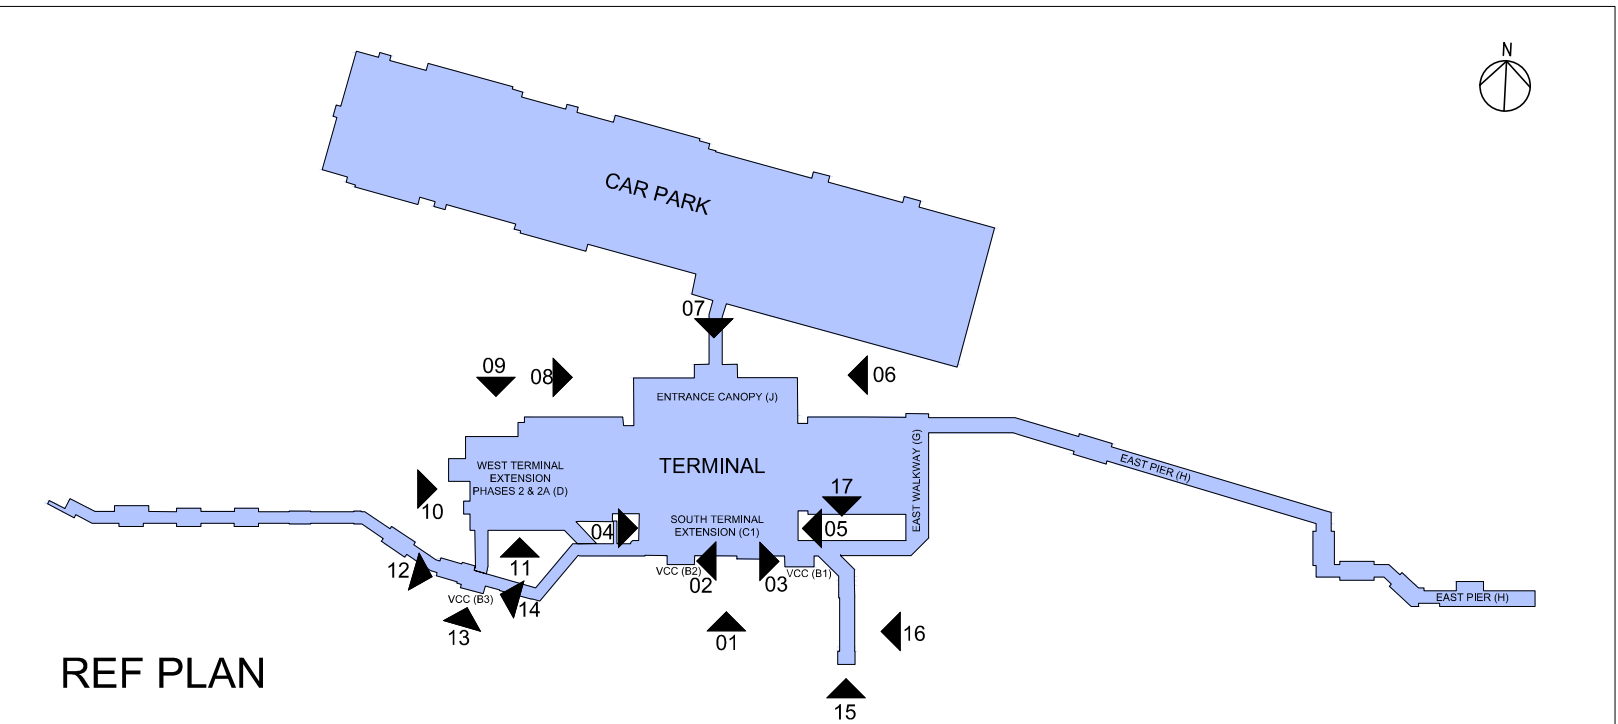 N
CAR PARK
07
09
08
06
ENTRANCE CANOPY (J)
WEST TERMINAL
EXTENSION
PHASES 2 & 2A (D)
TERMINAL
EAST WALKWAY (G)
EAST PIER (H)
10
17
04
SOUTH TERMINAL
EXTENSION (C1)
05
12
11
VCC (B2)
02
03
VCC (B1)
VCC (B3)
14
EAST PIER (H)
13
01
16
REF PLAN
15